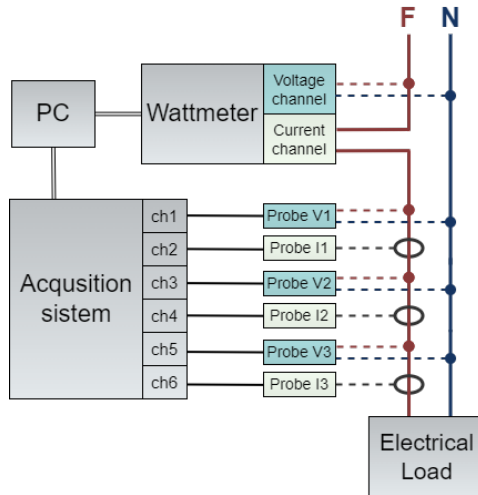 F N
Voltage
channel
PC
Wattmeter
Current
channel
Acqusition
sistem
ch1
Probe V1
ch2
Probe I1
ch3
Probe V2
ch4
Probe I2
ch5
Probe V3
ch6
Probe I3
Electrical
Load